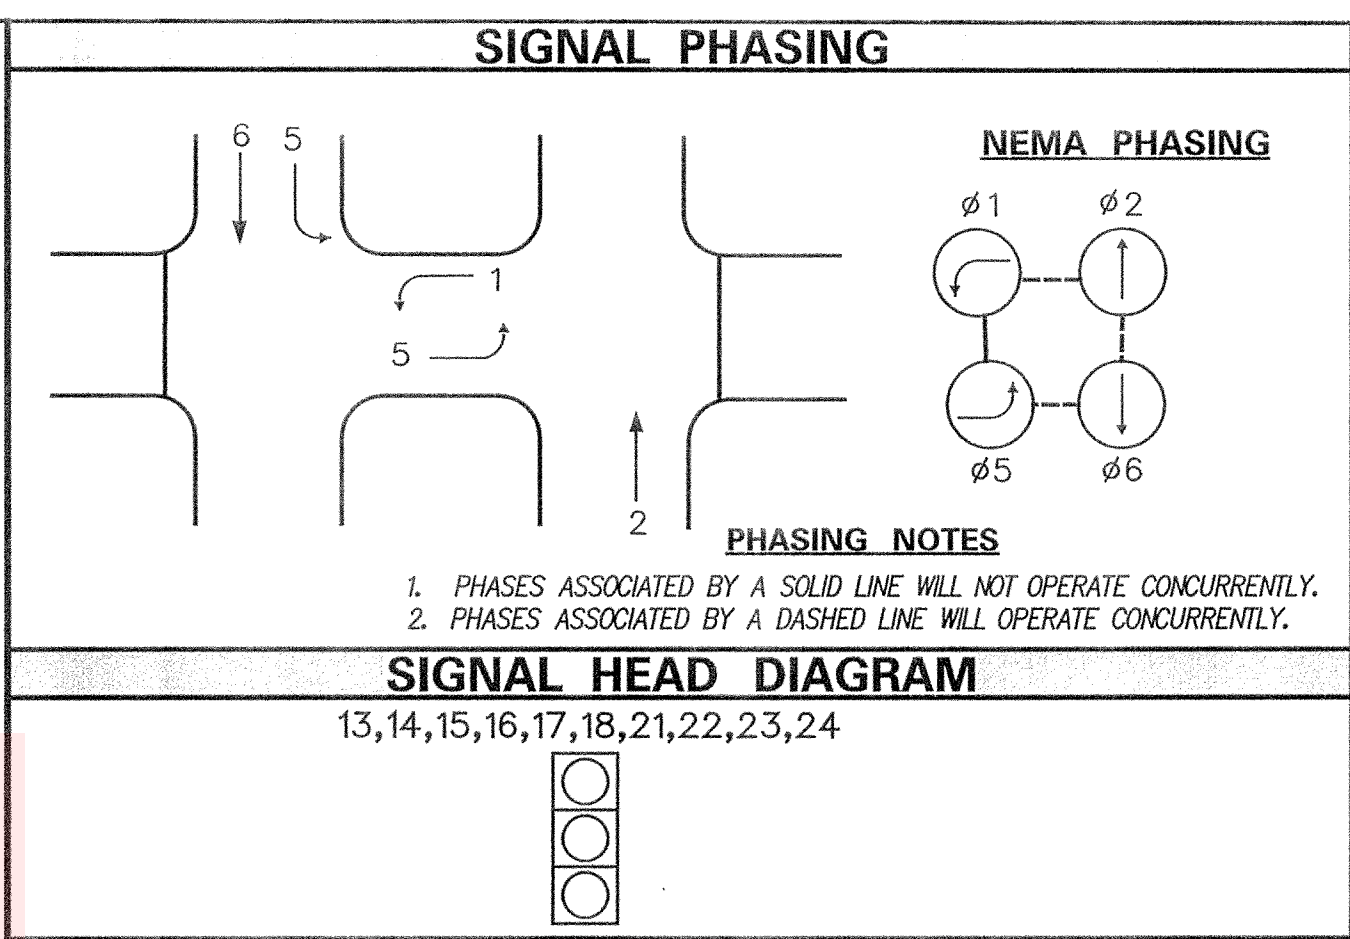 SIGNAL PHASING
6 5
NEMA PHASING
ø1 ø2
1
5
ø5 ø6
2
PHASING NOTES
1. PHASES ASSOCIATED BY A SOLID LINE WILL NOT OPERATE CONCURRENTLY.
2. PHASES ASSOCIATED BY A DASHED LINE WILL OPERATE CONCURRENTLY.
SIGNAL HEAD DIAGRAM
13,14,15,16,17,18,21,22,23,24